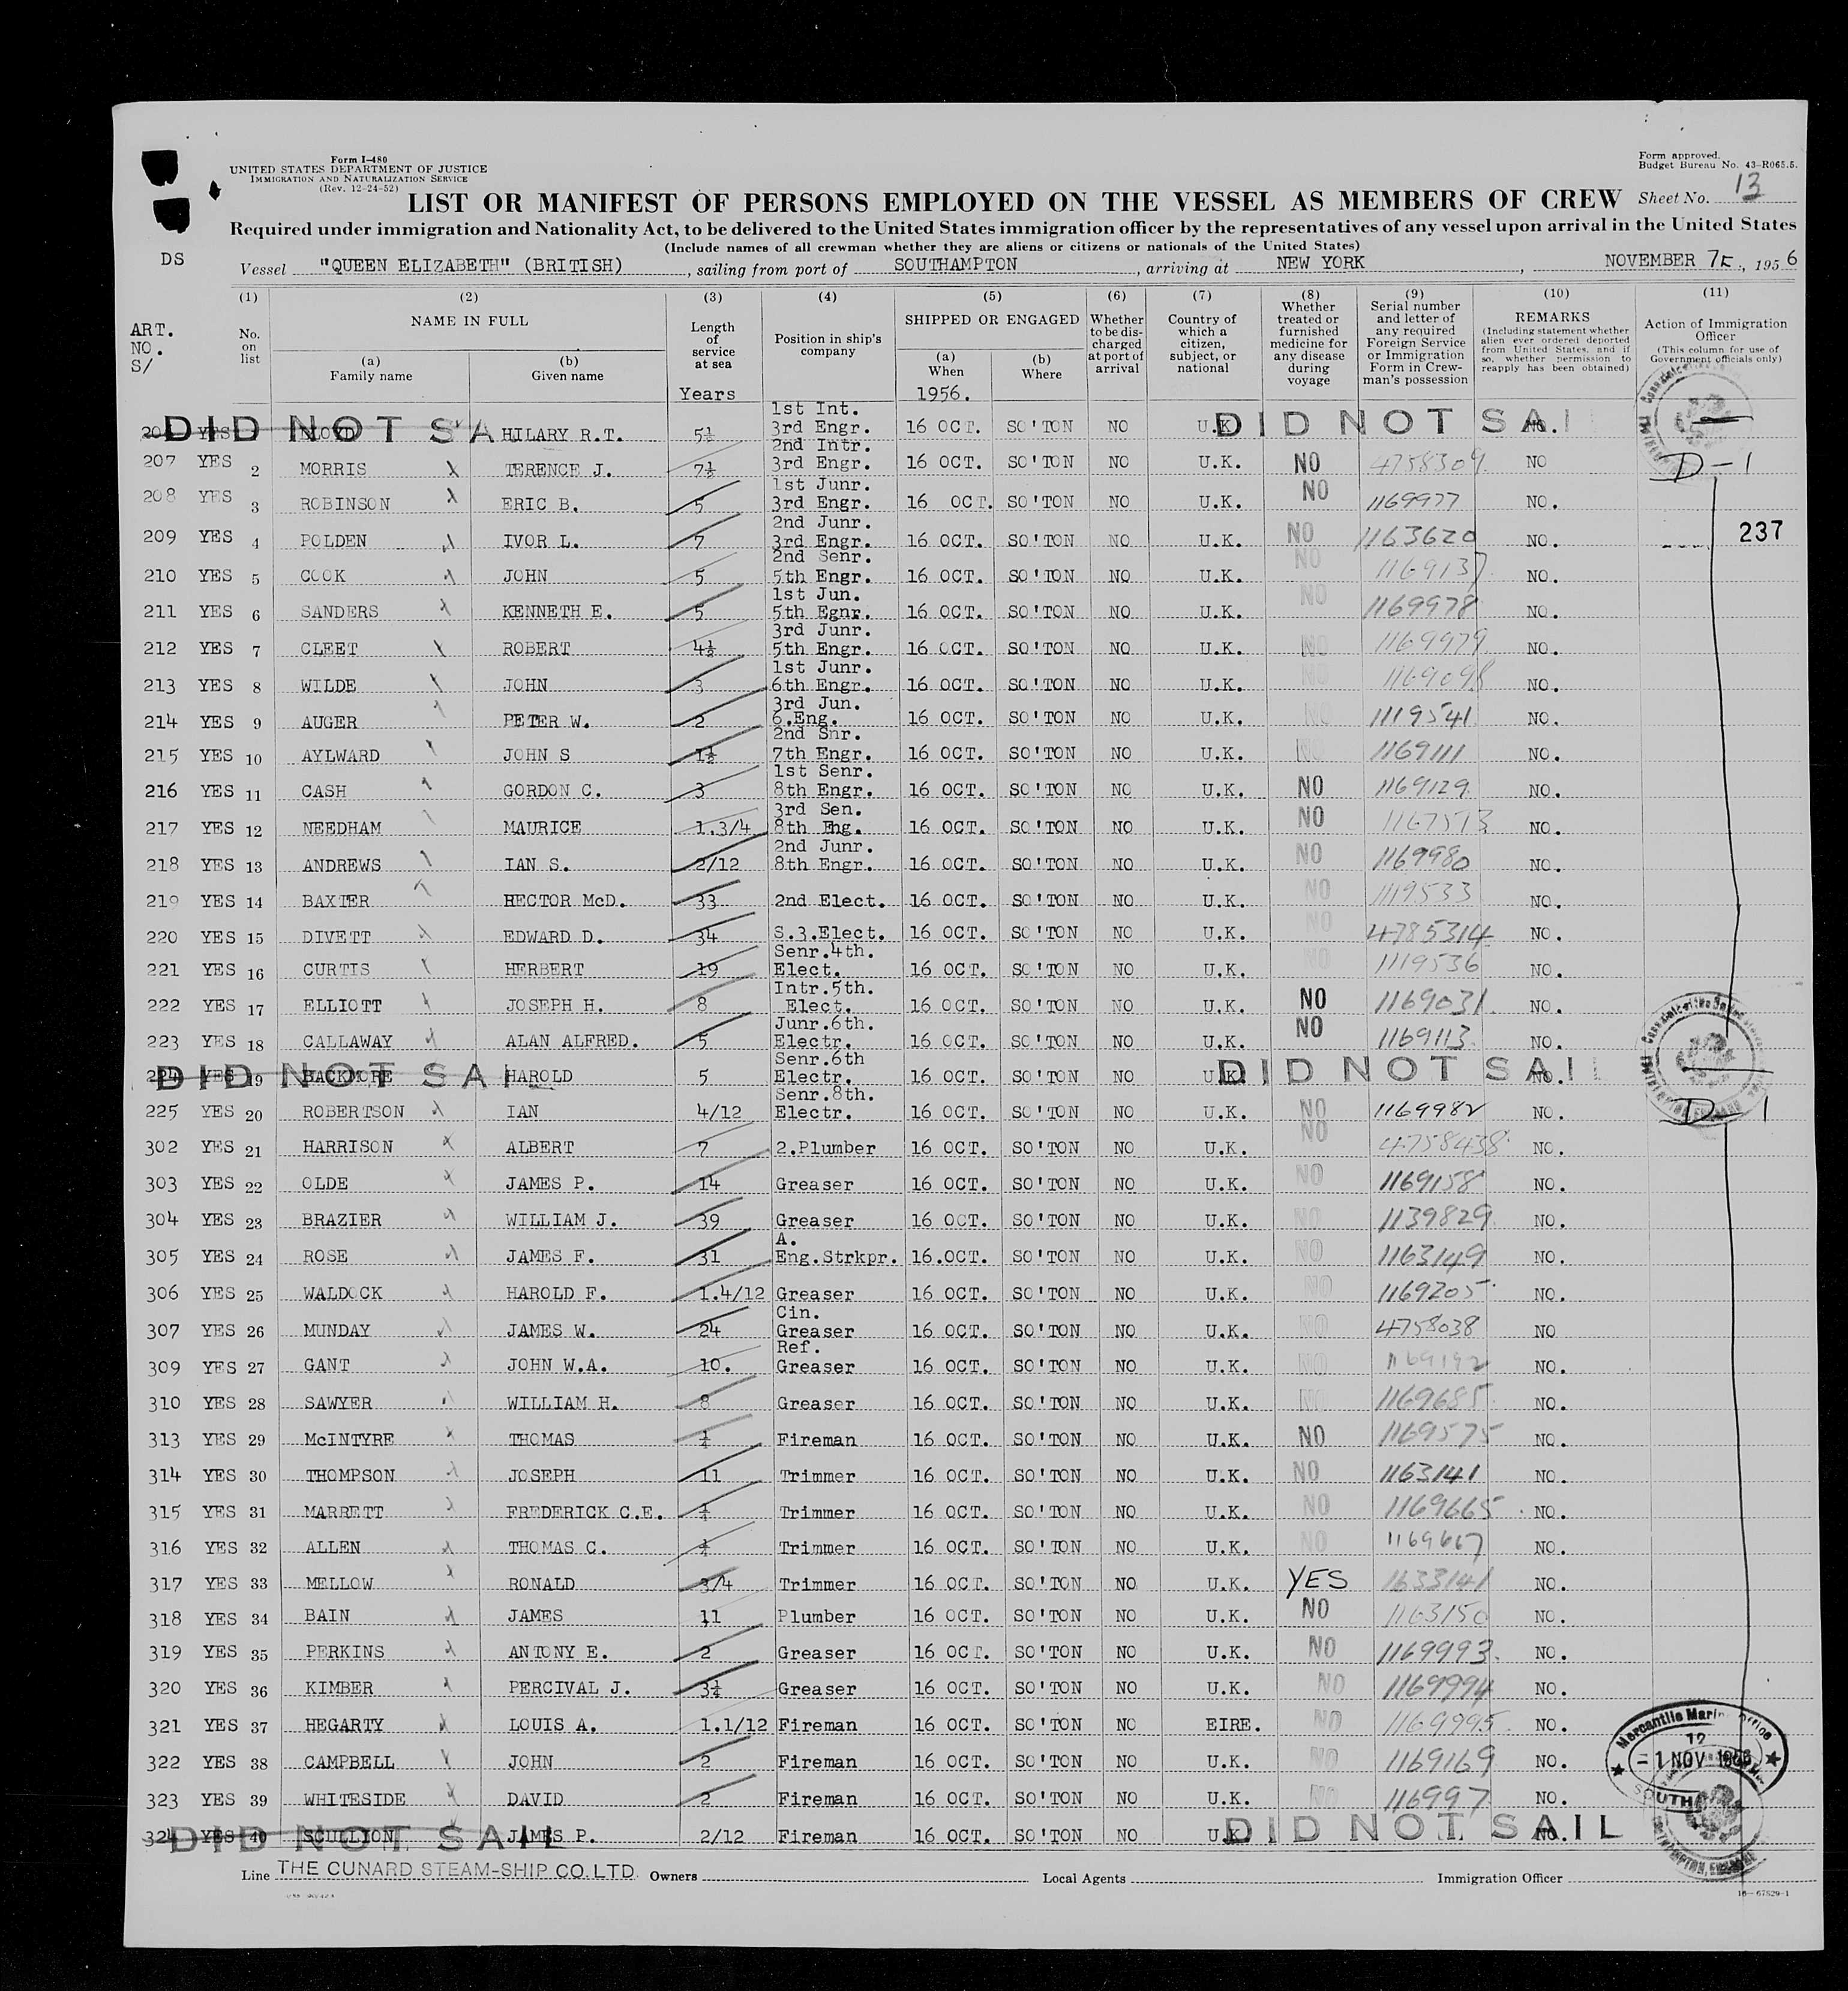 Form I-480
UNITED STATES DEPARTMENT OF JUSTICE
IMMIGRATION AND NATURALIZATION SERVICE
(Rev. 12-24-52)
Form approved.
Budget Bureau No. 43-R065.5.
LIST OR MANIFEST OF PERSONS EMPLOYED ON THE VESSEL AS MEMBERS OF CREW Sheet No. 13
Required under immigration and Nationality Act, to be delivered to the United States immigration officer by the representatives of any vessel upon arrival in the United States
(Include names of all crewman whether they are aliens or citizens or nationals of the United States)
DS
Vessel "QUEEN ELIZABETH" (BRITISH), sailing from port of SOUTHAMPTON, arriving at NEW YORK, NOVEMBER 7, 1956
ART. NO. S/
(1) No. on list
(2) NAME IN FULL (a) Family name (b) Given name
(3) Length of service at sea Years
(4) Position in ship's company
(5) SHIPPED OR ENGAGED (a) When 1956. (b) Where
(6) Whether to be discharged at port of arrival
(7) Country of which a citizen, subject, or national
(8) Whether treated or furnished medicine for any disease during voyage
(9) Serial number and letter of any required Foreign Service or Immigration Form in Crewman's possession
(10) REMARKS (Including statement whether alien ever ordered deported from United States, and if so, whether permission to reapply has been obtained)
(11) Action of Immigration Officer (This column for use of Government officials only)
DID NOT SA HILARY R.T. 5½ 1st Int. 3rd Engr. 16 OCT. SO'TON NO U.K. DID NOT SAIL NO.
207 YES 2 MORRIS TERENCE J. 7½ 2nd Intr. 3rd Engr. 16 OCT. SO'TON NO U.K. NO 4758309 NO D-1
208 YES 3 ROBINSON ERIC B. 5 1st Junr. 3rd Engr. 16 OCT. SO'TON NO U.K. NO 1169977 NO.
209 YES 4 POLDEN IVOR L. 7 2nd Junr. 3rd Engr. 16 OCT. SO'TON NO U.K. NO 1163620 NO. 237
210 YES 5 COOK JOHN 5 2nd Senr. 5th Engr. 16 OCT. SO'TON NO U.K. NO 1169137 NO.
211 YES 6 SANDERS KENNETH E. 5 1st Jun. 5th Egnr. 16 OCT. SO'TON NO U.K. NO 1169978 NO.
212 YES 7 CLEET ROBERT 4½ 3rd Junr. 5th Engr. 16 OCT. SO'TON NO U.K. NO 1169979 NO.
213 YES 8 WILDE JOHN 3 1st Junr. 6th Engr. 16 OCT. SO'TON NO U.K. NO 1169098 NO.
214 YES 9 AUGER PETER W. 2 3rd Jun. 6.Eng. 16 OCT. SO'TON NO U.K. NO 1119541 NO.
215 YES 10 AYLWARD JOHN S 1½ 2nd Snr. 7th Engr. 16 OCT. SO'TON NO U.K. NO 1169111 NO.
216 YES 11 CASH GORDON C. 3 1st Senr. 8th Engr. 16 OCT. SO'TON NO U.K. NO 1169129 NO.
217 YES 12 NEEDHAM MAURICE 1.3/4 3rd Sen. 8th Eng. 16 OCT. SO'TON NO U.K. NO 1167513 NO.
218 YES 13 ANDREWS IAN S. 2/12 2nd Junr. 8th Engr. 16 OCT. SO'TON NO U.K. NO 1169980 NO.
219 YES 14 BAXTER HECTOR McD. 33 2nd Elect. 16 OCT. SO'TON NO U.K. NO 1119533 NO.
220 YES 15 DIVETT EDWARD D. 34 S.3.Elect. 16 OCT. SO'TON NO U.K. NO 4785314 NO.
221 YES 16 CURTIS HERBERT 19 Senr.4th. Elect. 16 OCT. SO'TON NO U.K. NO 1119536 NO.
222 YES 17 ELLIOTT JOSEPH H. 8 Intr.5th. Elect. 16 OCT. SO'TON NO U.K. NO 1169031 NO.
223 YES 18 CALLAWAY ALAN ALFRED. 5 Junr.6th. Electr. 16 OCT. SO'TON NO U.K. NO 1169113 NO.
224 YES 19 DID NOT SAIL HAROLD 5 Senr.6th Electr. 16 OCT. SO'TON NO U.K. DID NOT SAIL NO.
225 YES 20 ROBERTSON IAN 4/12 Senr.8th. Electr. 16 OCT. SO'TON NO U.K. NO 1169982 NO. D-1
302 YES 21 HARRISON ALBERT 7 2.Plumber 16 OCT. SO'TON NO U.K. NO 4758438 NO.
303 YES 22 OLDE JAMES P. 14 Greaser 16 OCT. SO'TON NO U.K. NO 1169158 NO.
304 YES 23 BRAZIER WILLIAM J. 39 Greaser 16 OCT. SO'TON NO U.K. NO 1139829 NO.
305 YES 24 ROSE JAMES F. 31 A. Eng.Strkpr. 16.OCT. SO'TON NO U.K. NO 1163149 NO.
306 YES 25 WALDOCK HAROLD F. 1.4/12 Greaser 16 OCT. SO'TON NO U.K. NO 1169205 NO.
307 YES 26 MUNDAY JAMES W. 24 Cin. Greaser 16 OCT. SO'TON NO U.K. NO 4758038 NO
309 YES 27 GANT JOHN W.A. 10. Ref. Greaser 16 OCT. SO'TON NO U.K. NO 1169192 NO.
310 YES 28 SAWYER WILLIAM H. 8 Greaser 16 OCT. SO'TON NO U.K. NO 1169685 NO.
313 YES 29 McINTYRE THOMAS Fireman 16 OCT. SO'TON NO U.K. NO 1169575 NO.
314 YES 30 THOMPSON JOSEPH 11 Trimmer 16 OCT. SO'TON NO U.K. NO 1163141 NO.
315 YES 31 MARRETT FREDERICK C.E. Trimmer 16 OCT. SO'TON NO U.K. NO 1169665 NO.
316 YES 32 ALLEN THOMAS C. Trimmer 16 OCT. SO'TON NO U.K. NO 1169667 NO.
317 YES 33 MELLOW RONALD 3/4 Trimmer 16 OCT. SO'TON NO U.K. YES 1633141 NO.
318 YES 34 BAIN JAMES 11 Plumber 16 OCT. SO'TON NO U.K. NO 1163150 NO.
319 YES 35 PERKINS ANTONY E. 2 Greaser 16 OCT. SO'TON NO U.K. NO 1169993. NO.
320 YES 36 KIMBER PERCIVAL J. Greaser 16 OCT. SO'TON NO U.K. NO 1169994 NO.
321 YES 37 HEGARTY LOUIS A. 1.1/12 Fireman 16 OCT. SO'TON NO EIRE. NO 1169995 NO.
322 YES 38 CAMPBELL JOHN 2 Fireman 16 OCT. SO'TON NO U.K. NO 1169169 NO.
323 YES 39 WHITESIDE DAVID 2 Fireman 16 OCT. SO'TON NO U.K. NO 116997 NO.
324 YES 40 SCULLION JAMES P. 2/12 Fireman 16 OCT. SO'TON NO U.K. DID NOT SAIL NO. DID NOT SAIL
Mercantile Marine Office
12
-1 NOV 1956
Line THE CUNARD STEAM-SHIP CO. LTD. Owners Local Agents Immigration Officer
16-67829-1